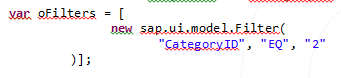 var oFilters = [
new sap.ui.model.Filter(
"CategoryID", "EQ", "2"
)];